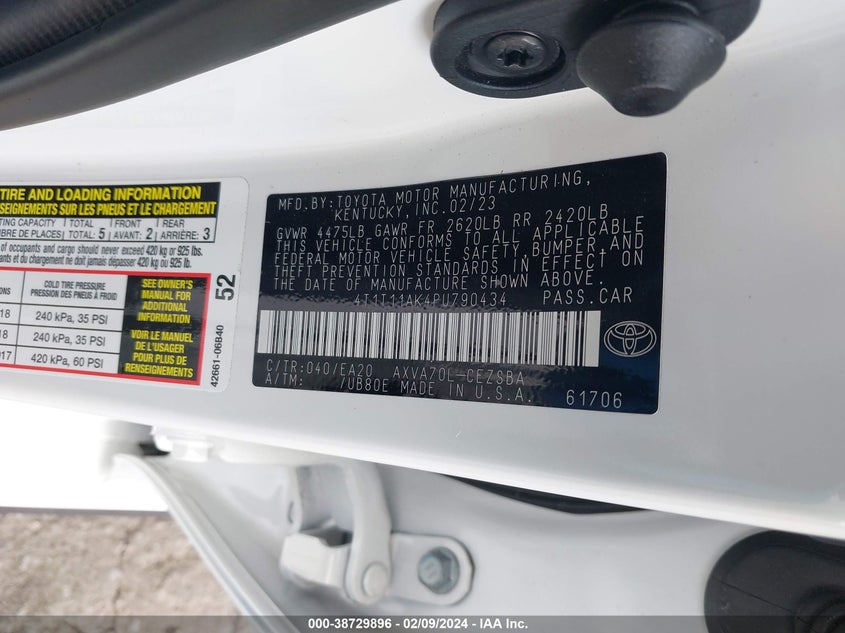 TIRE AND LOADING INFORMATION
SEIGNEMENTS SUR LES PNEUS ET LE CHARGEMENT
TING CAPACITY TOTAL: 5 FRONT AVANT: 2 REAR ARRIÈRE: 3
MBRE DE PLACES
of occupants and cargo should never exceed 420 kg or 925 lbs.
et du chargement ne doit jamais dépasser 420 kg ou 925 lb.
COLD TIRE PRESSURE
PRESSION DES PNEUS À FROID
240 kPa, 35 PSI
240 kPa, 35 PSI
420 kPa, 60 PSI
SEE OWNER'S
MANUAL FOR
ADDITIONAL
INFORMATION
VOIR LE MANUEL
DE L'USAGER
POUR PLUS DE
RENSEIGNEMENTS
52
42661-06B40
MFD.BY:TOYOTA MOTOR MANUFACTURING,
KENTUCKY,INC.02/23
GVWR 4475LB GAWR FR 2620LB RR 2420LB
THIS VEHICLE CONFORMS TO ALL APPLICABLE
FEDERAL MOTOR VEHICLE SAFETY,BUMPER,AND
THEFT PREVENTION STANDARDS IN EFFECT ON
THE DATE OF MANUFACTURE SHOWN ABOVE.
4T1T11AK4PU790434 PASS.CAR
C/TR:040/EA20 AXVA70L-CEZSBA
A/TM: /UB80E MADE IN U.S.A.
61706
TOYOTA
000-38729896 - 02/09/2024 - IAA Inc.